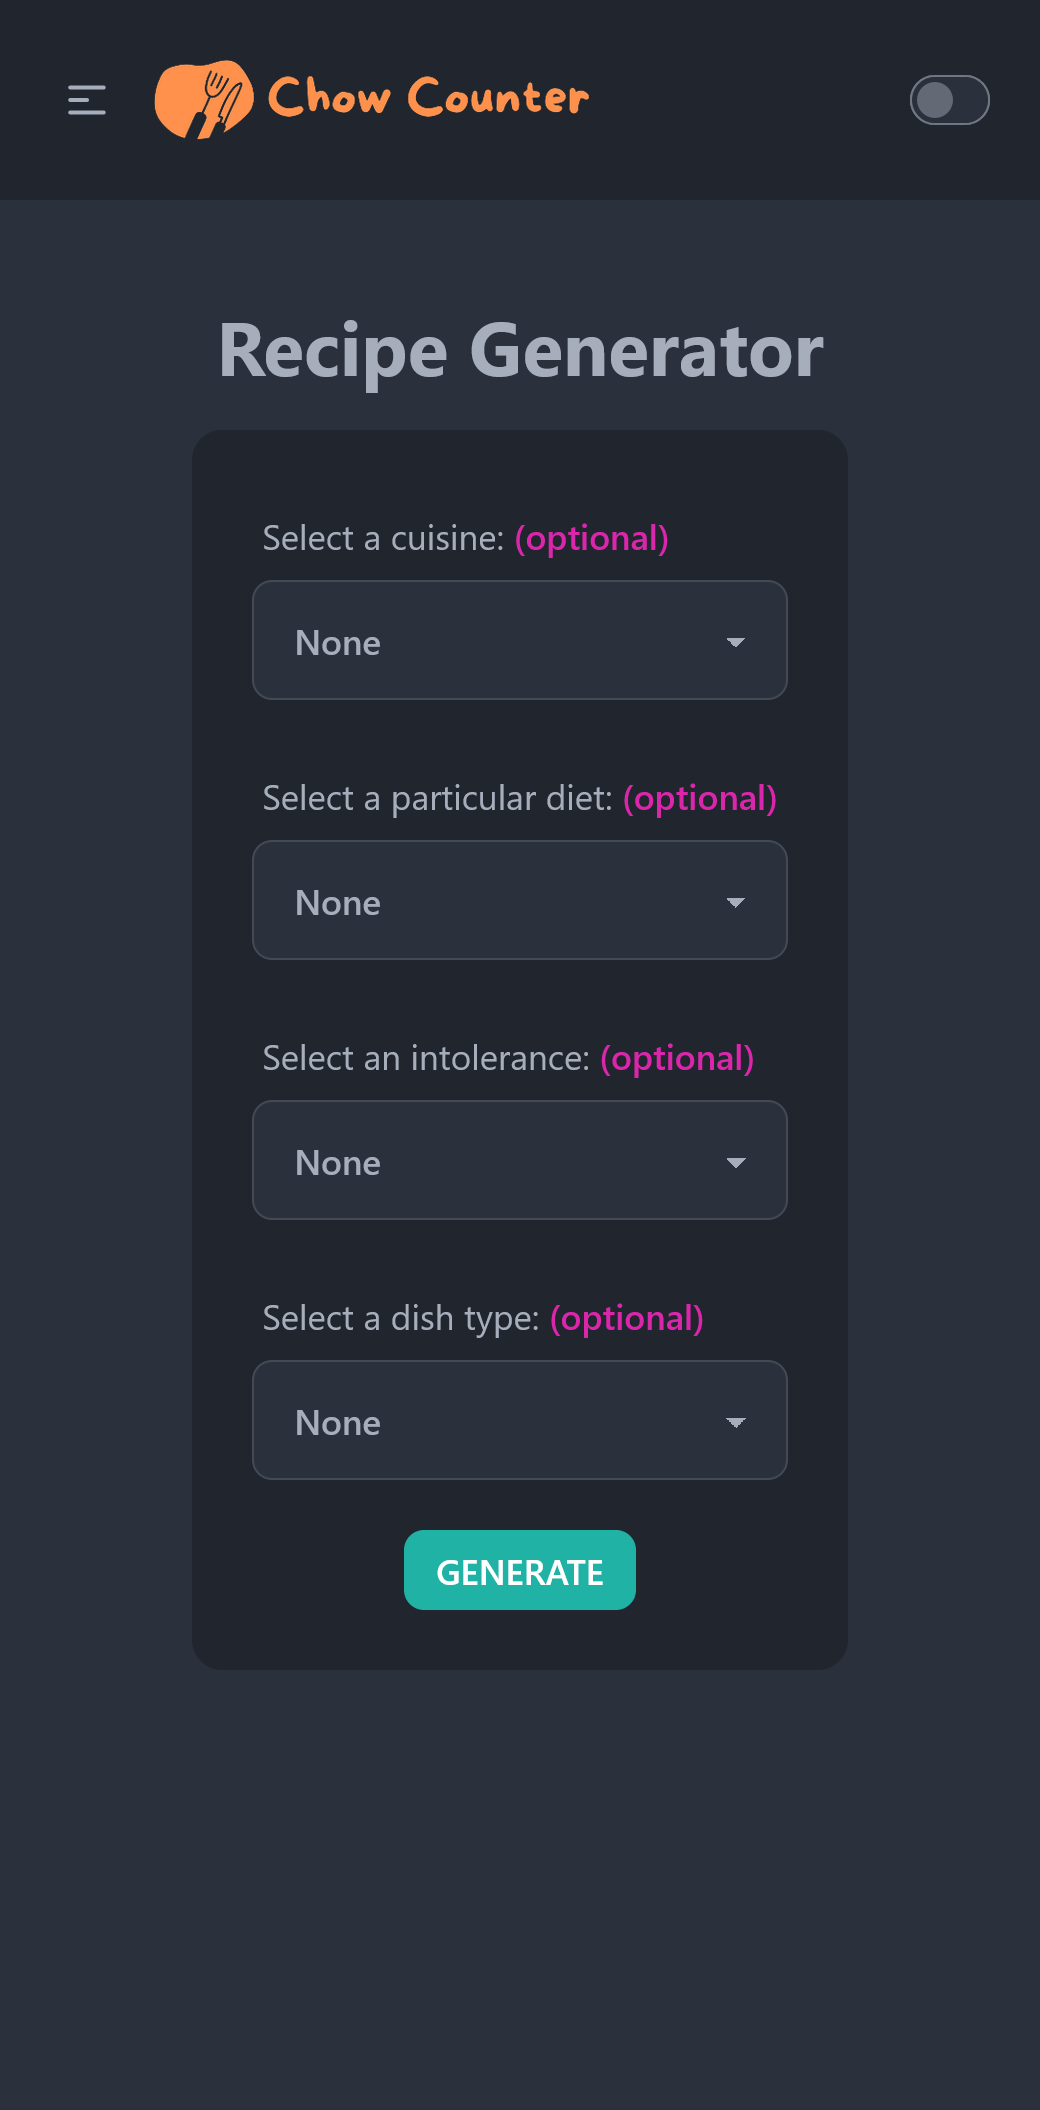 Chow Counter
Recipe Generator
Select a cuisine: (optional)
None
Select a particular diet: (optional)
None
Select an intolerance: (optional)
None
Select a dish type: (optional)
None
GENERATE